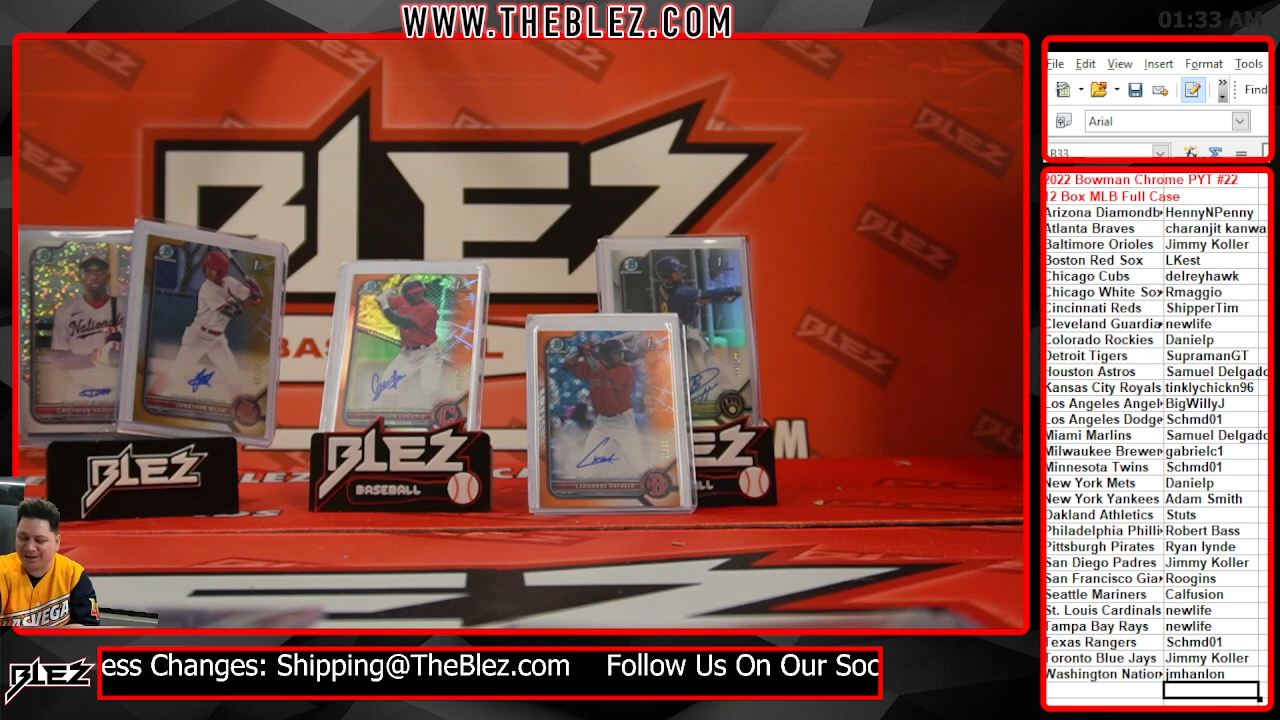 WWW.THEBLEZ.COM
01:33 AM
File Edit View Insert Format Tools
Find
Arial
B33
2022 Bowman Chrome PYT #22
12 Box MLB Full Case
Arizona Diamondb HennyNPenny
Atlanta Braves charanjit kanwa
Baltimore Orioles Jimmy Koller
Boston Red Sox LKest
Chicago Cubs delreyhawk
Chicago White Sox Rmaggio
Cincinnati Reds ShipperTim
Cleveland Guardia newlife
Colorado Rockies Danielp
Detroit Tigers SupramanGT
Houston Astros Samuel Delgado
Kansas City Royals tinklychickn96
Los Angeles Angel BigWillyJ
Los Angeles Dodge Schmd01
Miami Marlins Samuel Delgado
Milwaukee Brewer gabrielc1
Minnesota Twins Schmd01
New York Mets Danielp
New York Yankees Adam Smith
Oakland Athletics Stuts
Philadelphia Philli Robert Bass
Pittsburgh Pirates Ryan lynde
San Diego Padres Jimmy Koller
San Francisco Gia Roogins
Seattle Mariners Calfusion
St. Louis Cardinals newlife
Tampa Bay Rays newlife
Texas Rangers Schmd01
Toronto Blue Jays Jimmy Koller
Washington Nation jmhanlon
BLEZ
BLEZ
BLEZ
BASEBALL
Nationals
VEGA
BLEZ
ess Changes: Shipping@TheBlez.com Follow Us On Our Soc